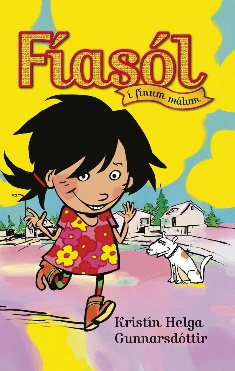 Fíasól
í fínum málum
Kristín Helga
Gunnarsdóttir